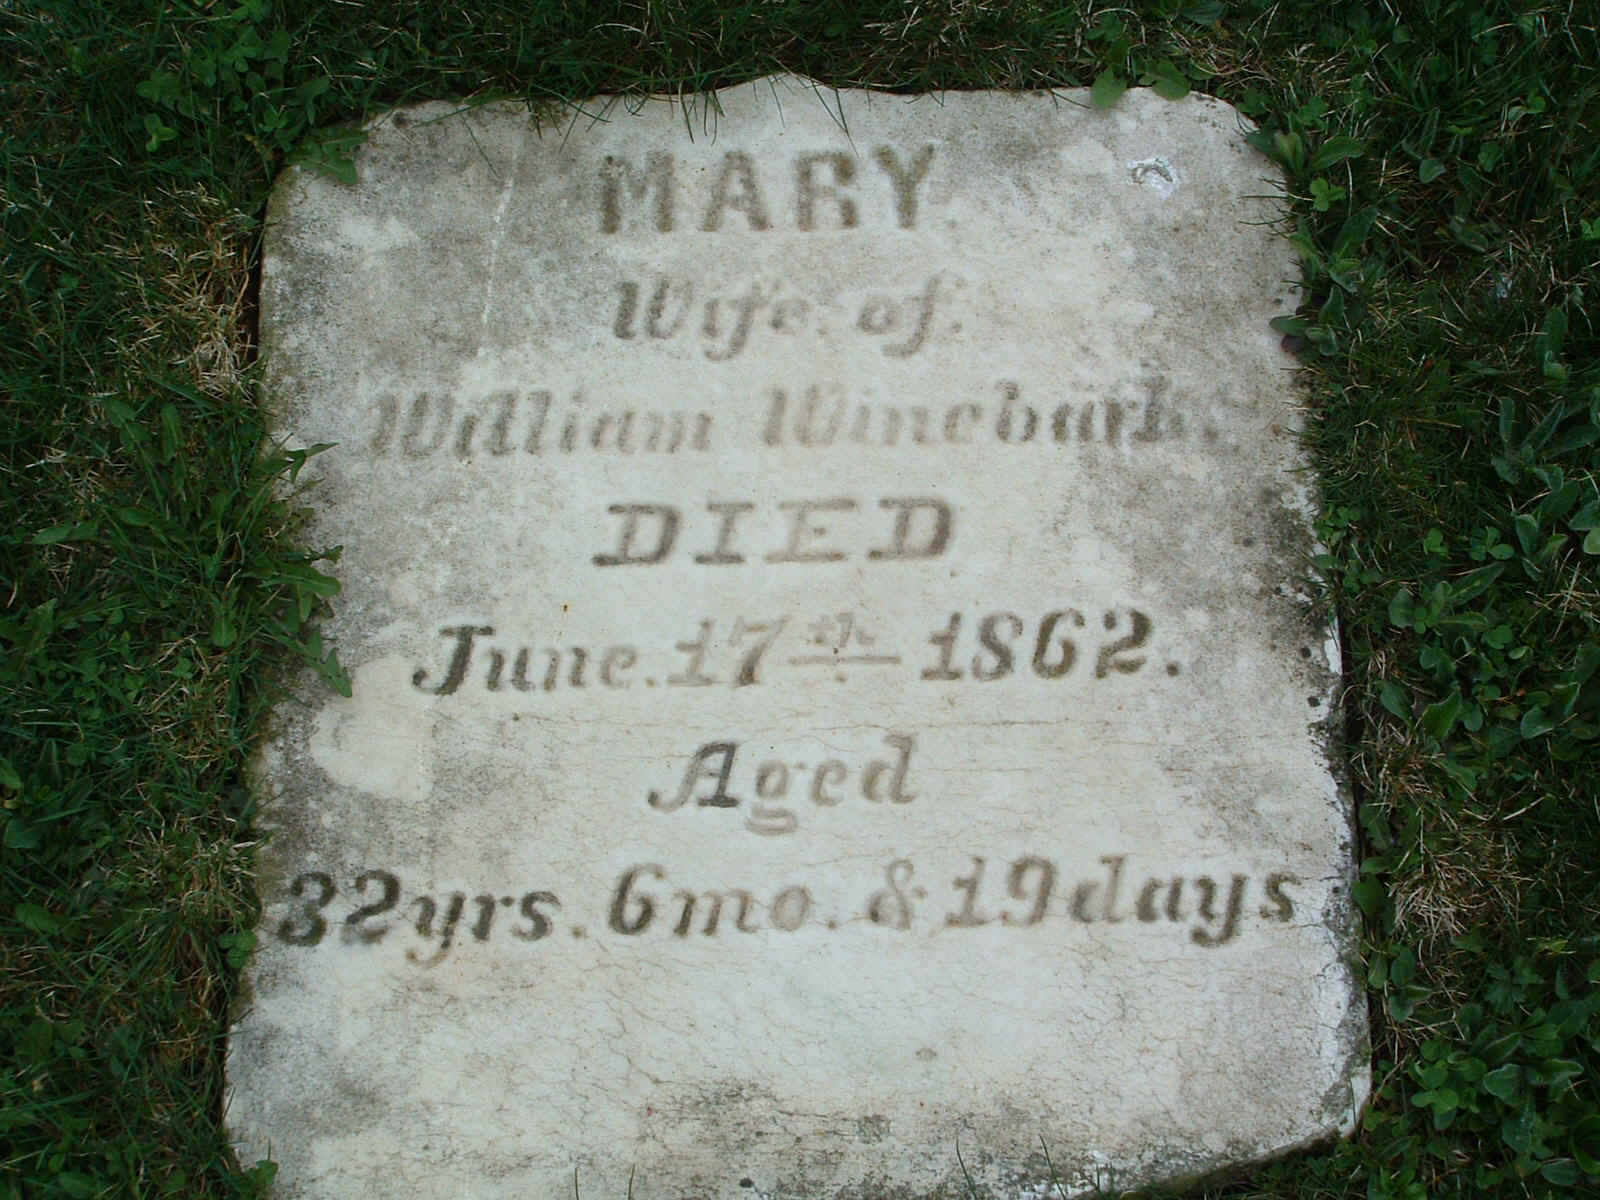 MARY
Wife of
William Winebark.
DIED
June. 17th 1862.
Aged
32yrs. 6mo. & 19days